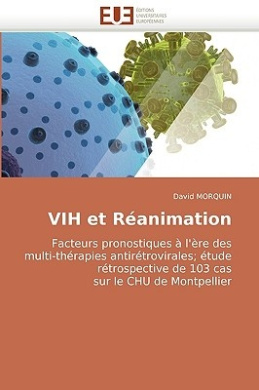 EUE
ÉDITIONS
UNIVERSITAIRES
EUROPÉENNES
David MORQUIN
VIH et Réanimation
Facteurs pronostiques à l'ère des
multi-thérapies antirétrovirales; étude
rétrospective de 103 cas
sur le CHU de Montpellier